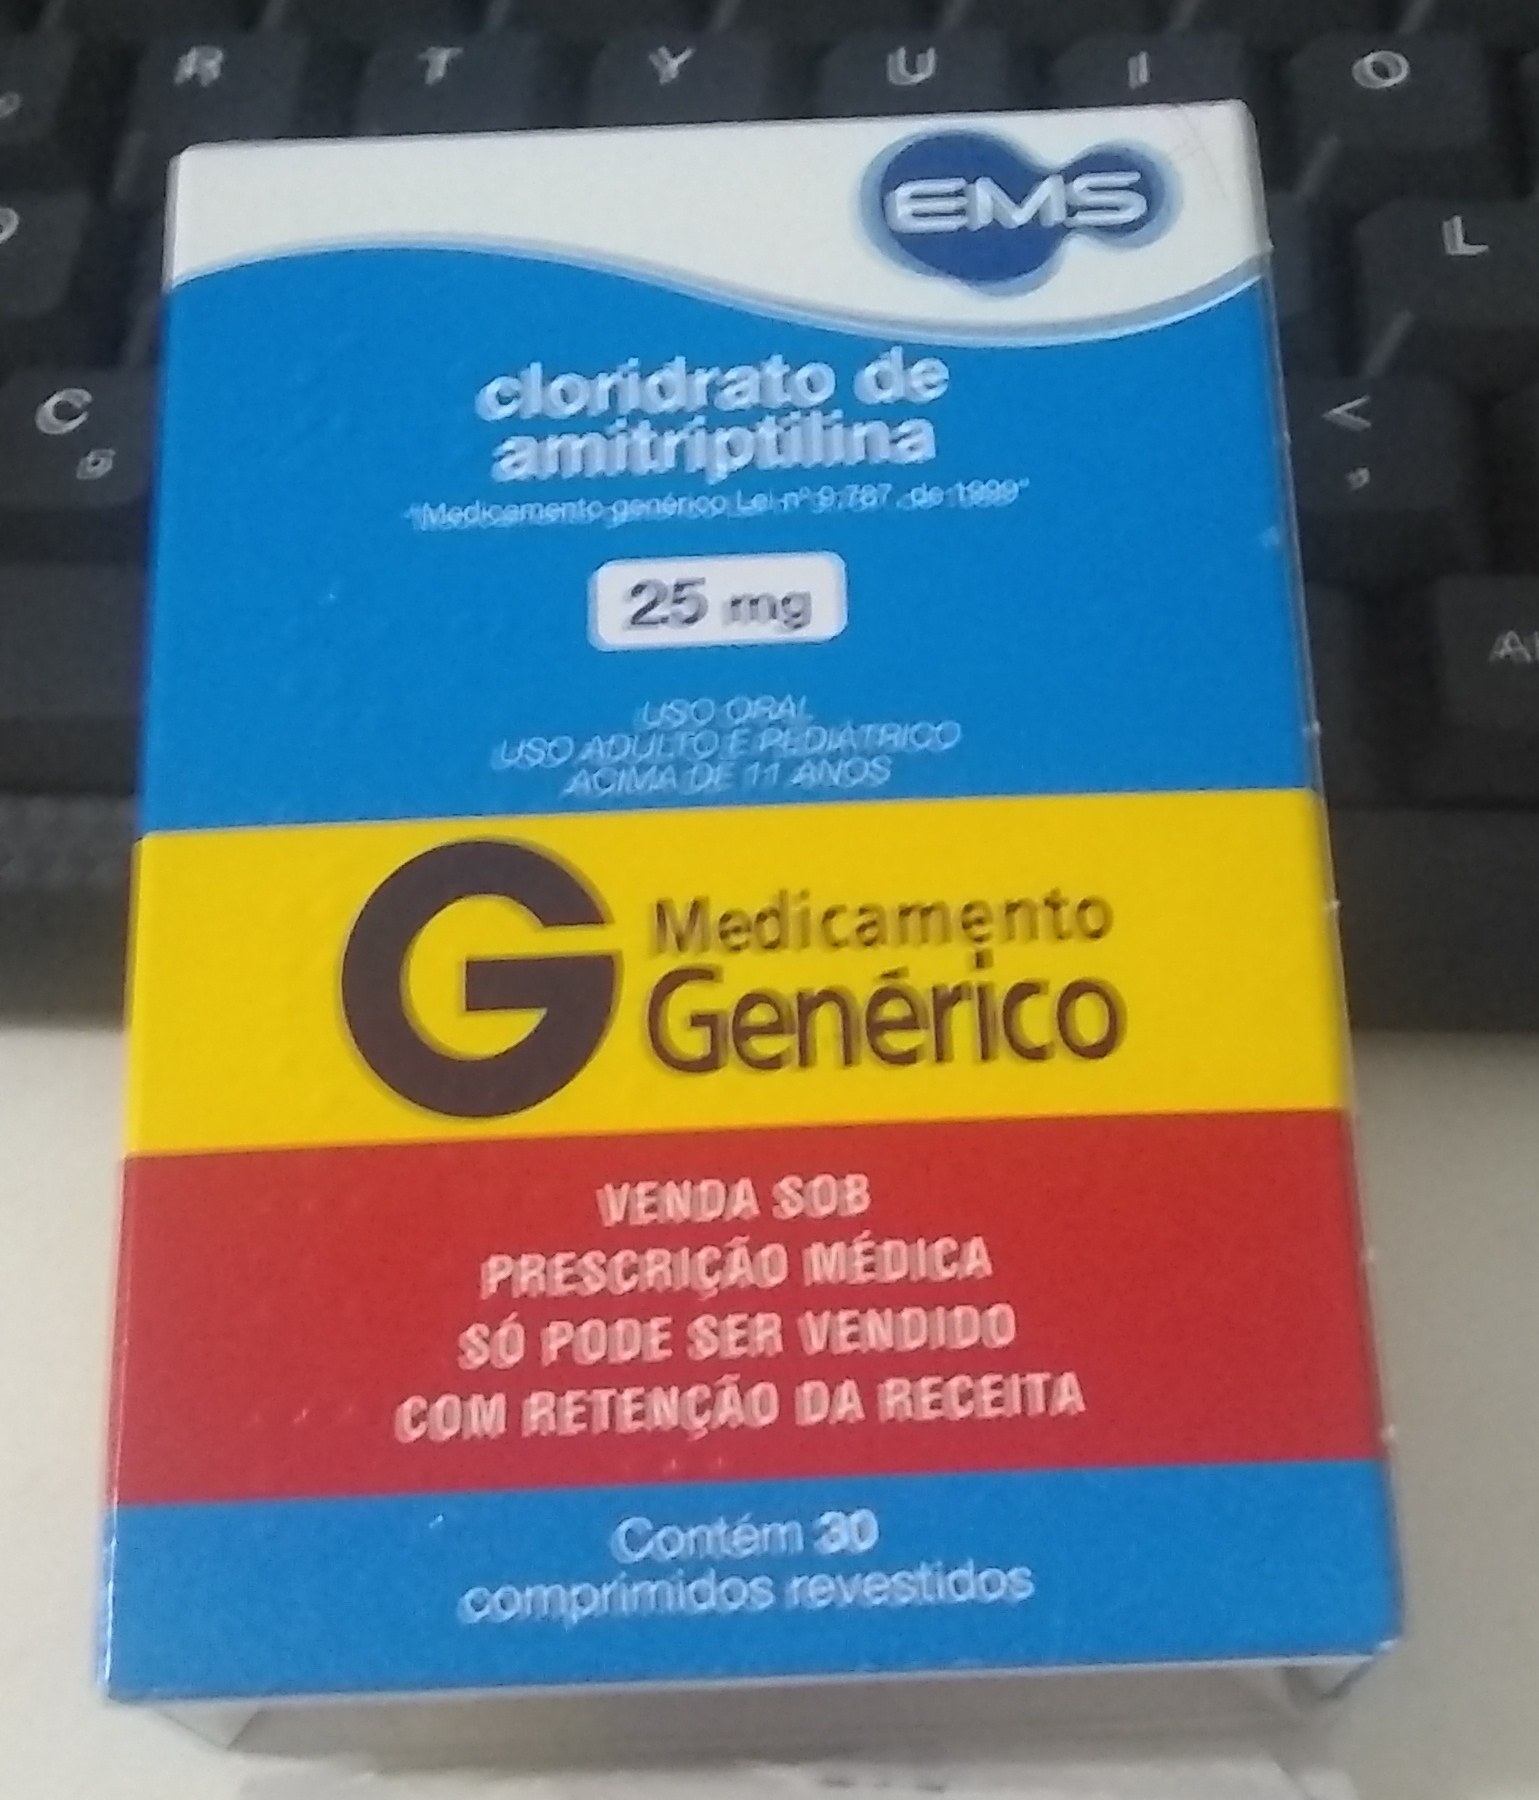 R T Y U I O
EMS
L
cloridrato de
amitriptilina
"Medicamento genérico Lei nº 9.787, de 1999"
C
<
,
25 mg
USO ORAL
USO ADULTO E PEDIÁTRICO
ACIMA DE 11 ANOS
G Medicamento
Genérico
VENDA SOB
PRESCRIÇÃO MÉDICA
SÓ PODE SER VENDIDO
COM RETENÇÃO DA RECEITA
Contém 30
comprimidos revestidos